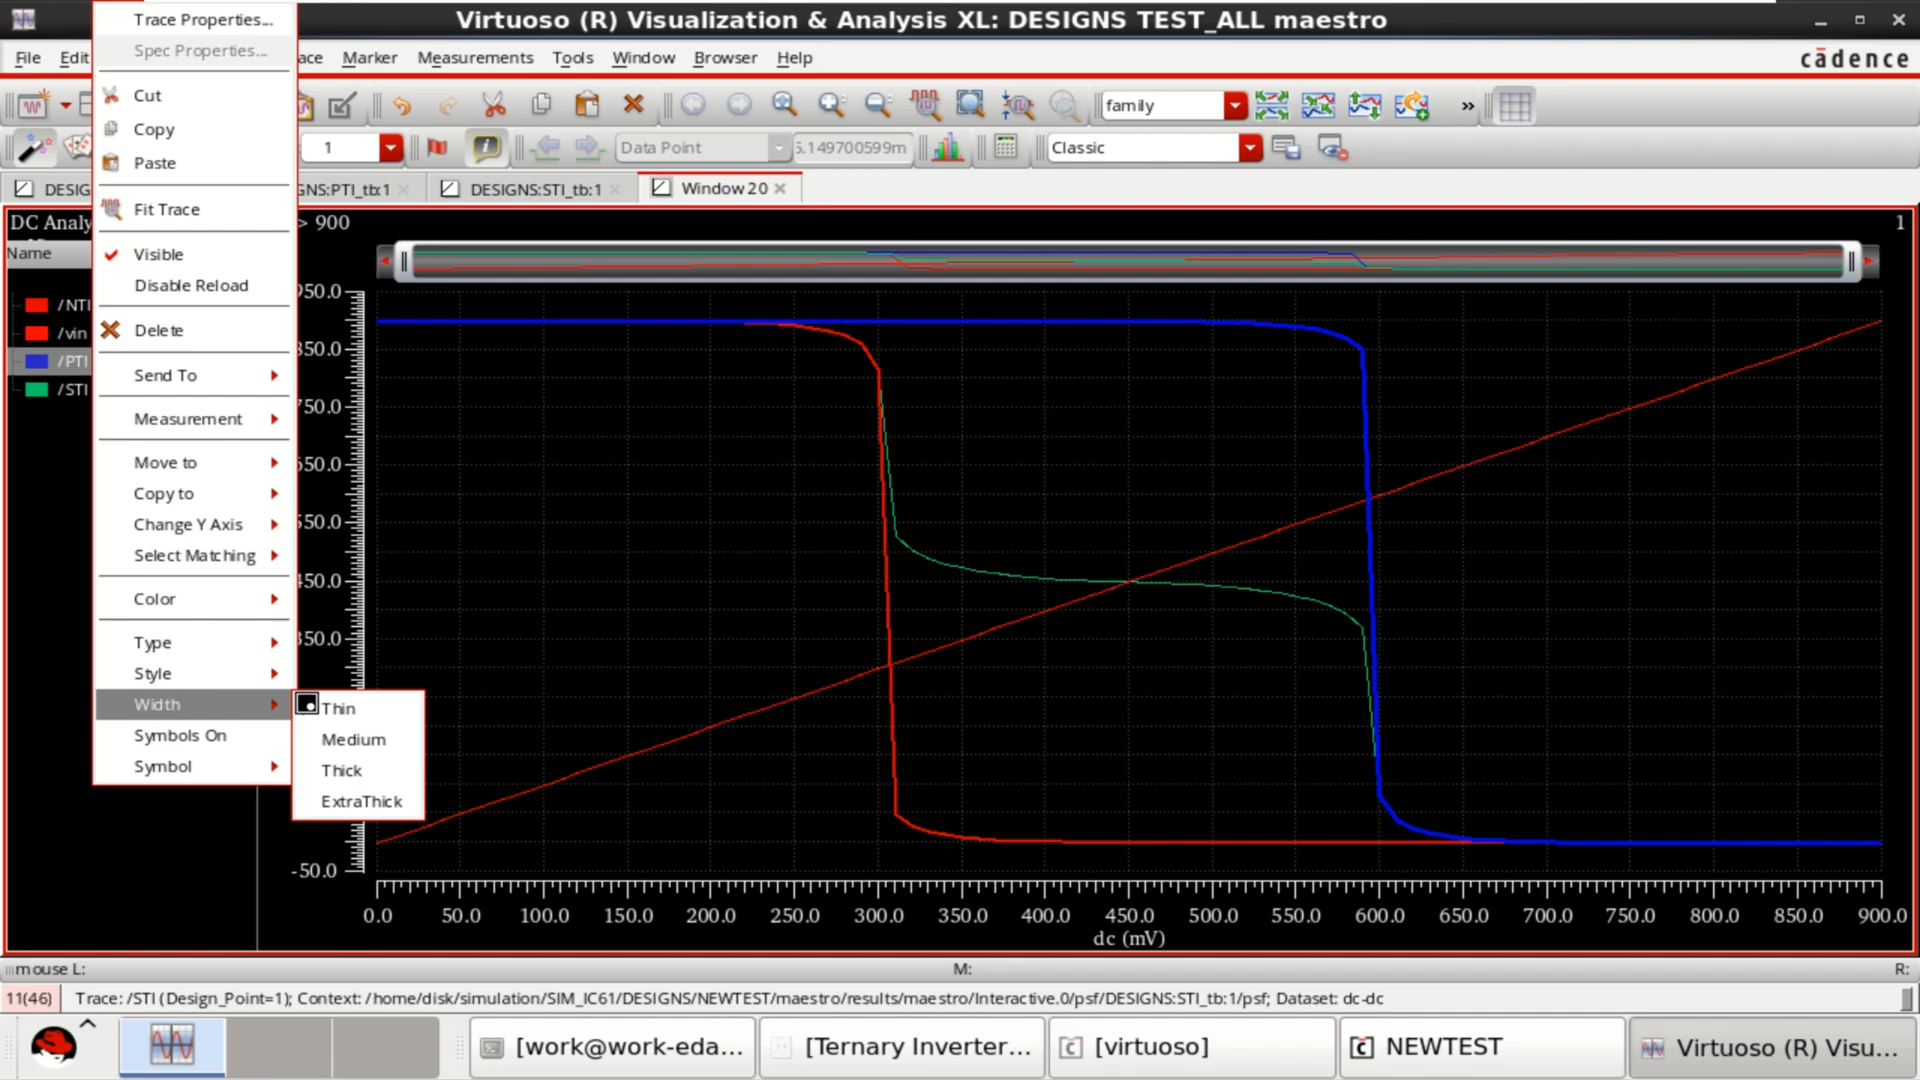 Virtuoso (R) Visualization & Analysis XL: DESIGNS TEST_ALL maestro
File Edit ace Marker Measurements Tools Window Browser Help cādence
family
1 Data Point 5.149700599m Classic
DESIG GNS:PTI_tb:1 DESIGNS:STI_tb:1 Window 20
DC Analy > 900 1
Name
/NTI
/vin
/PTI
/STI
Trace Properties...
Spec Properties...
Cut
Copy
Paste
Fit Trace
Visible
Disable Reload
Delete
Send To
Measurement
Move to
Copy to
Change Y Axis
Select Matching
Color
Type
Style
Width
Symbols On
Symbol
Thin
Medium
Thick
ExtraThick
950.0
850.0
750.0
650.0
550.0
450.0
350.0
-50.0
0.0 50.0 100.0 150.0 200.0 250.0 300.0 350.0 400.0 450.0 500.0 550.0 600.0 650.0 700.0 750.0 800.0 850.0 900.0
dc (mV)
mouse L: M: R:
11(46) Trace: /STI (Design_Point=1); Context: /home/disk/simulation/SIM_IC61/DESIGNS/NEWTEST/maestro/results/maestro/Interactive.0/psf/DESIGNS:STI_tb:1/psf; Dataset: dc-dc
[work@work-eda... [Ternary Inverter... [virtuoso] NEWTEST Virtuoso (R) Visu...